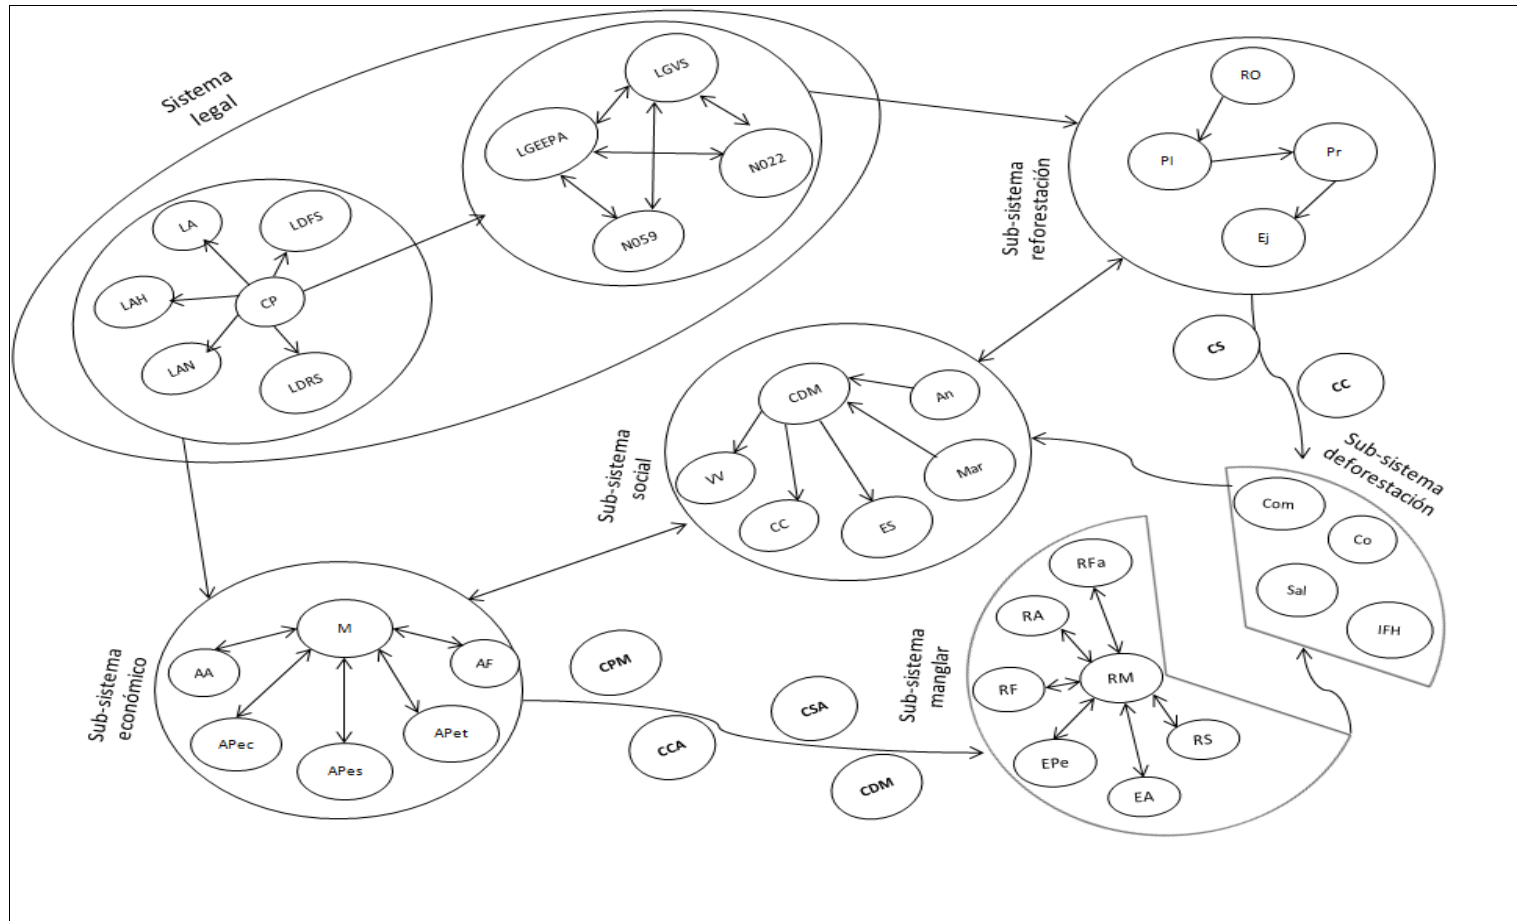 Sistema
legal
LGVS
LGEEPA
N022
N059
LA
LDFS
LAH
CP
LAN
LDRS
Sub-sistema
reforestación
RO
Pl
Pr
Ej
CS
CC
Sub-sistema
social
CDM
An
VV
Mar
CC
ES
Sub-sistema
deforestación
Com
Co
Sal
IFH
Sub-sistema
económico
M
AA
AF
APec
APet
APes
CPM
CSA
CCA
CDM
Sub-sistema
manglar
RFa
RA
RF
RM
EPe
RS
EA